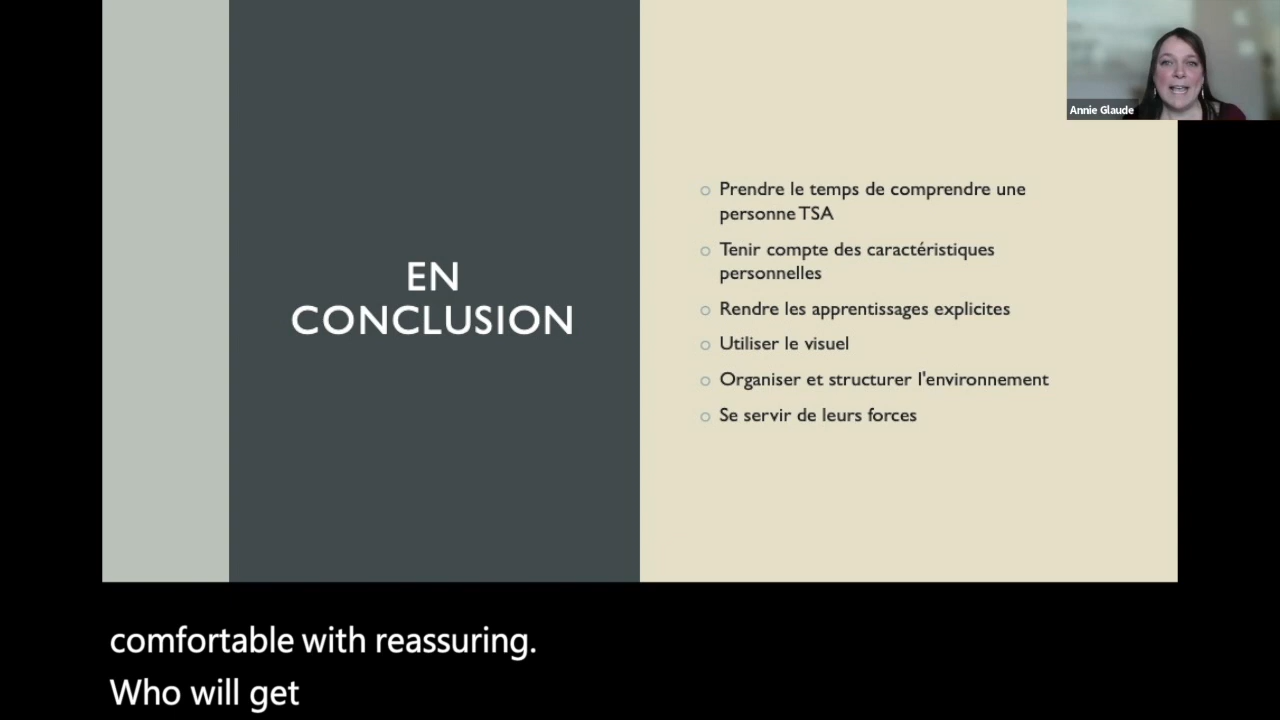 EN
CONCLUSION
Annie Glaude
Prendre le temps de comprendre une
personne TSA
Tenir compte des caractéristiques
personnelles
Rendre les apprentissages explicites
Utiliser le visuel
Organiser et structurer l'environnement
Se servir de leurs forces
comfortable with reassuring.
Who will get